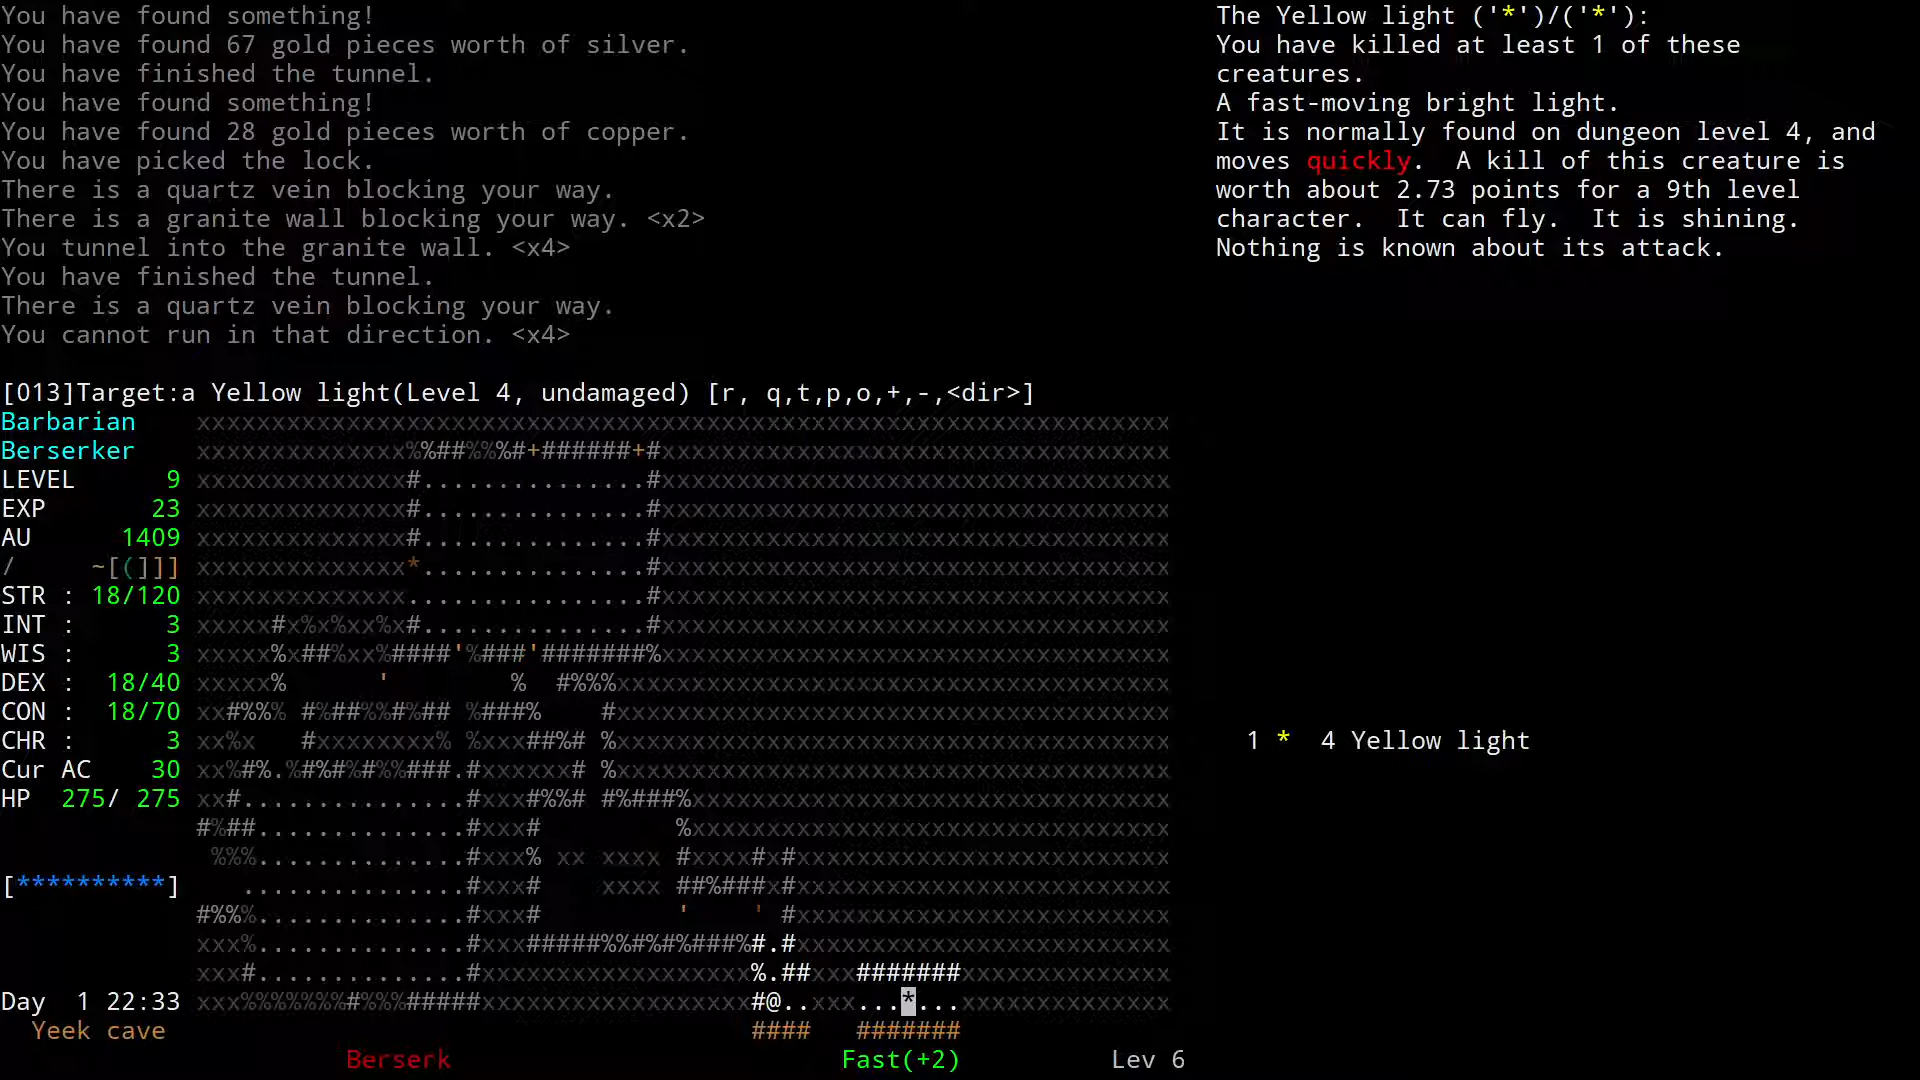 You have found something!
You have found 67 gold pieces worth of silver.
You have finished the tunnel.
You have found something!
You have found 28 gold pieces worth of copper.
You have picked the lock.
There is a quartz vein blocking your way.
There is a granite wall blocking your way. <x2>
You tunnel into the granite wall. <x4>
You have finished the tunnel.
There is a quartz vein blocking your way.
You cannot run in that direction. <x4>
The Yellow light ('*')/('*'):
You have killed at least 1 of these
creatures.
A fast-moving bright light.
It is normally found on dungeon level 4, and
moves quickly.  A kill of this creature is
worth about 2.73 points for a 9th level
character.  It can fly.  It is shining.
Nothing is known about its attack.
[013]Target:a Yellow light(Level 4, undamaged) [r, q,t,p,o,+,-,<dir>]
Barbarian
Berserker
LEVEL 9
EXP 23
AU 1409
/ ~[(]]]
STR : 18/120
INT : 3
WIS : 3
DEX : 18/40
CON : 18/70
CHR : 3
Cur AC 30
HP 275/ 275
[**********]
Day 1 22:33
Yeek cave
1 * 4 Yellow light
Berserk
Fast(+2)
Lev 6